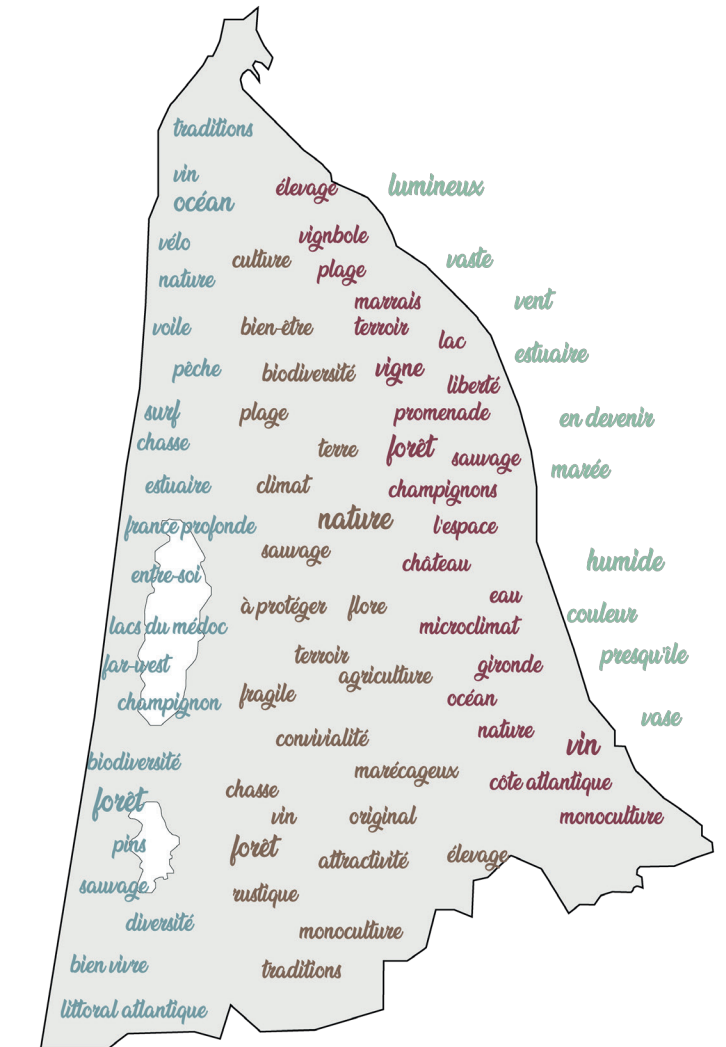 traditions
vin
océan
vélo
nature
voile
pêche
surf
chasse
estuaire
france profonde
entre-soi
lacs du médoc
far-west
champignon
biodiversité
forêt
pins
sauvage
diversité
bien vivre
littoral atlantique
culture
bien-être
biodiversité
plage
terre
climat
nature
sauvage
à protéger
flore
terroir
agriculture
fragile
convivialité
marécageux
chasse
vin
original
forêt
attractivité
élevage
rustique
monoculture
traditions
élevage
vignbole
plage
marrais
terroir
lac
vigne
liberté
promenade
forêt
sauvage
champignons
l'espace
château
eau
microclimat
gironde
océan
nature
vin
côte atlantique
monoculture
lumineux
vaste
vent
estuaire
en devenir
marée
humide
couleur
presqu'ile
vase